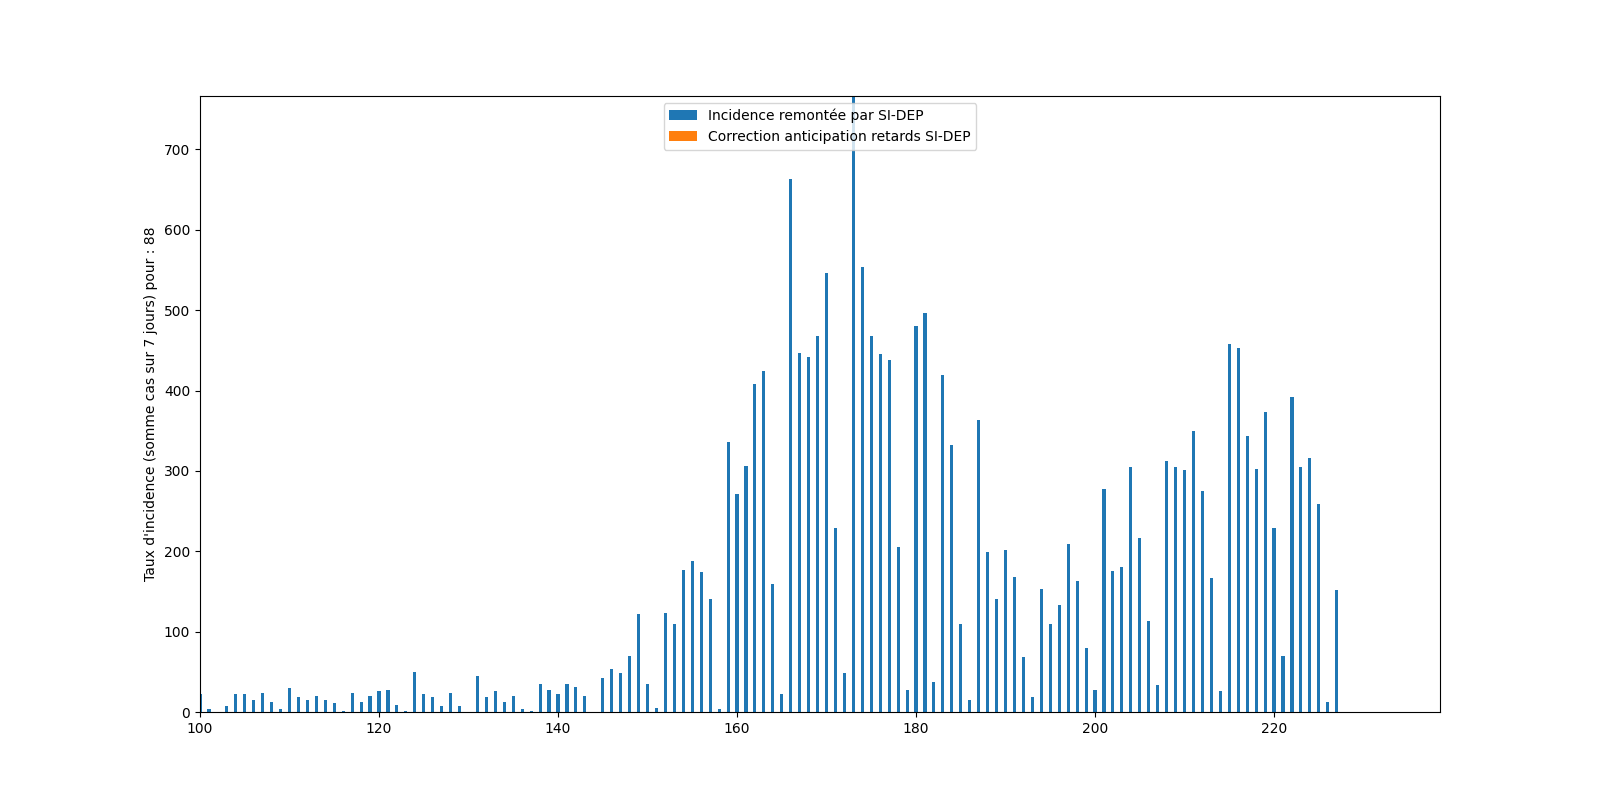 Incidence remontée par SI-DEP
Correction anticipation retards SI-DEP
Taux d'incidence (somme cas sur 7 jours) pour : 88
700
600
500
400
300
200
100
0
100 120 140 160 180 200 220